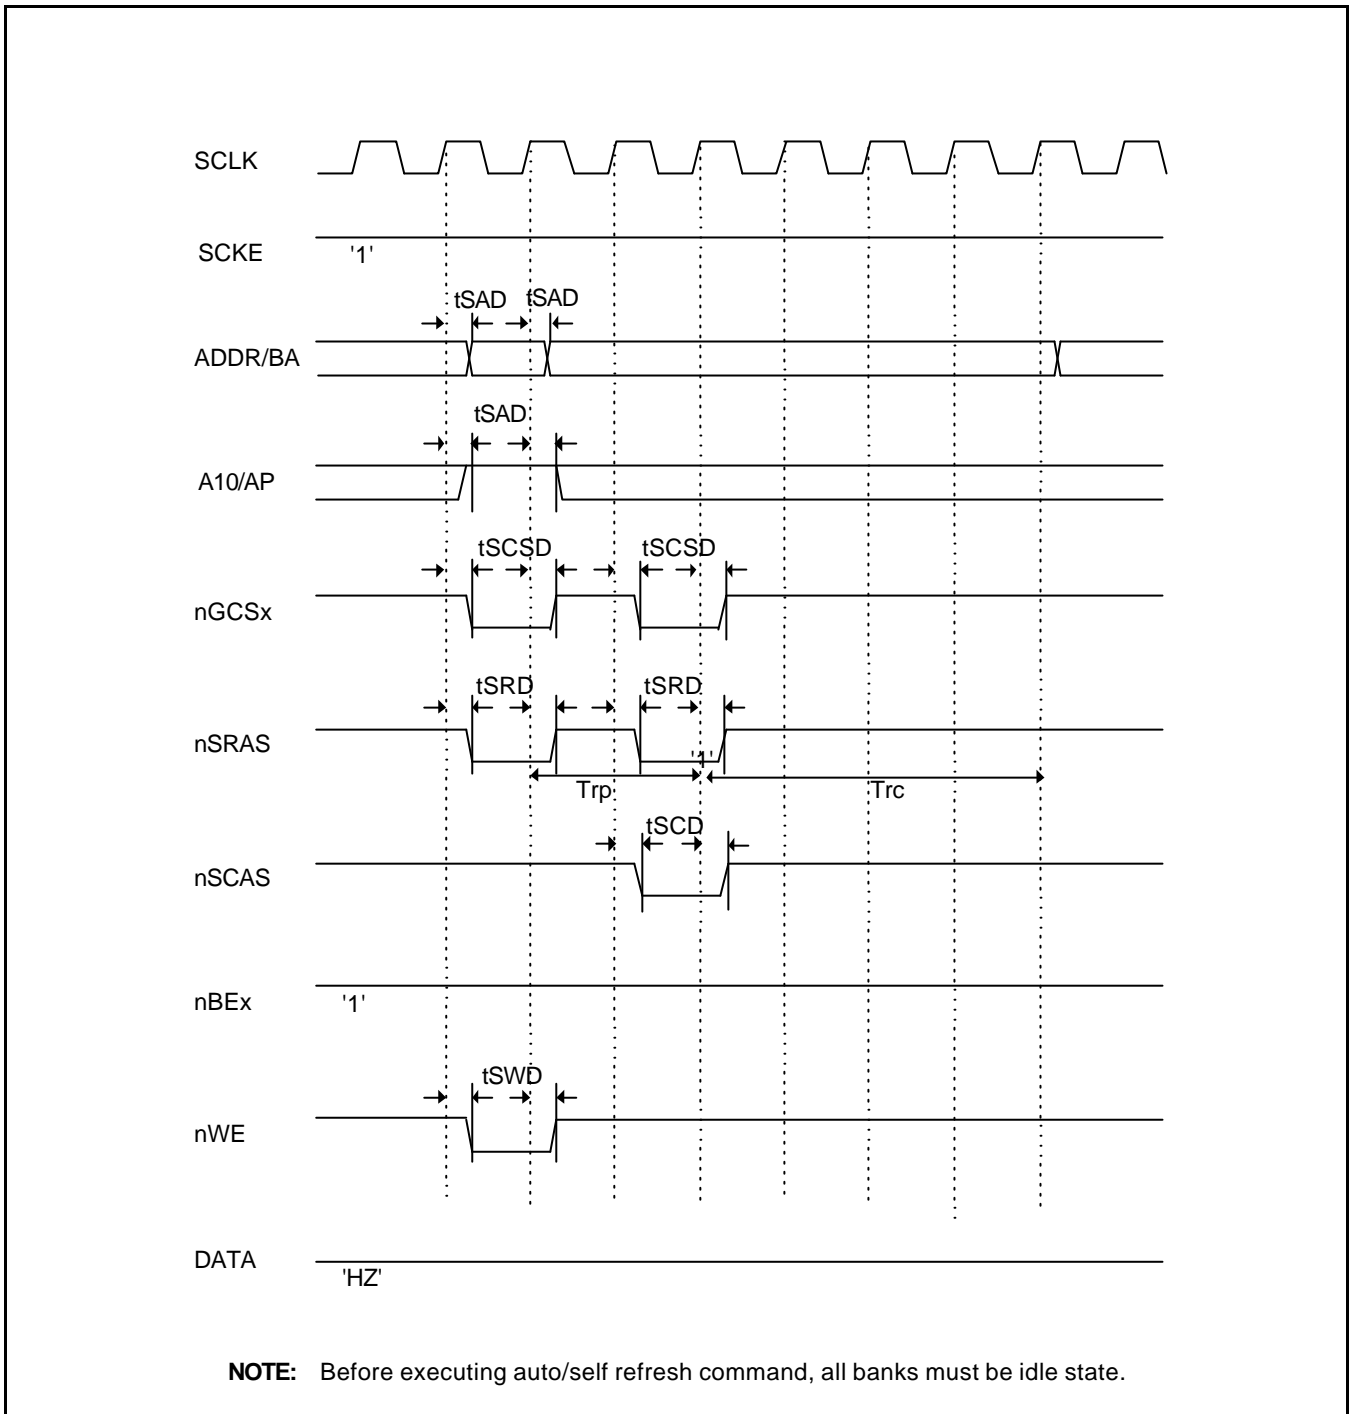 SCLK
SCKE
'1'
tSAD
tSAD
ADDR/BA
tSAD
A10/AP
tSCSD
tSCSD
nGCSx
tSRD
tSRD
nSRAS
'1'
Trp
Trc
tSCD
nSCAS
nBEx
'1'
tSWD
nWE
DATA
'HZ'
NOTE: Before executing auto/self refresh command, all banks must be idle state.